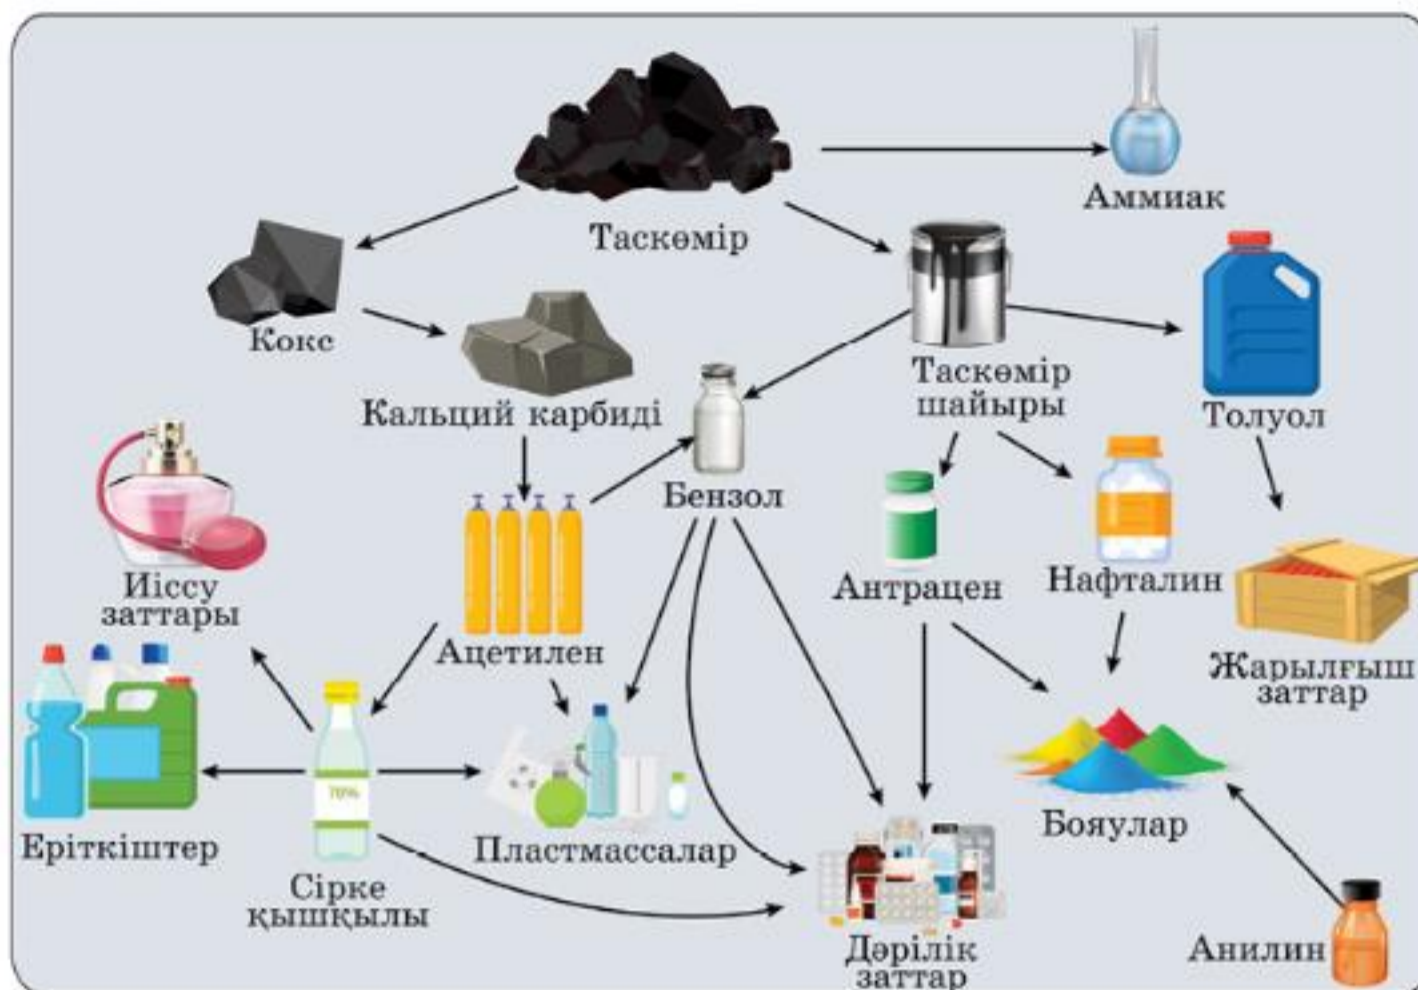 Аммиак
Таскөмір
Кокс
Кальций карбиді
Таскөмір
шайыры
Толуол
Бензол
Антрацен
Нафталин
Иіссу
заттары
Ацетилен
Жарылғыш
заттар
70%
Еріткіштер
Сірке
қышқылы
Пластмассалар
Бояулар
Дәрілік
заттар
Анилин